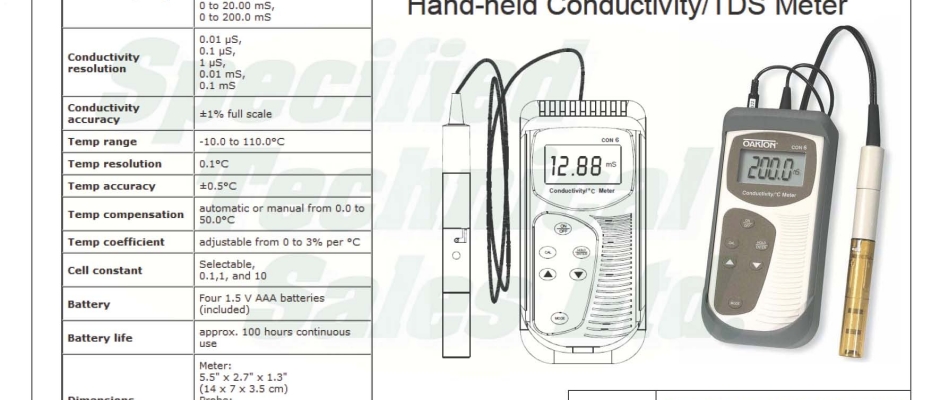 0 to 20.00 mS,
0 to 200.0 mS
Hand-held Conductivity/TDS Meter
Conductivity
resolution
0.01 µS,
0.1 µS,
1 µS,
0.01 mS,
0.1 mS
Conductivity
accuracy
±1% full scale
Temp range
-10.0 to 110.0°C
Temp resolution
0.1°C
Temp accuracy
±0.5°C
Temp compensation
automatic or manual from 0.0 to
50.0°C
Temp coefficient
adjustable from 0 to 3% per °C
Cell constant
Selectable,
0.1,1, and 10
Battery
Four 1.5 V AAA batteries
(included)
Battery life
approx. 100 hours continuous
use
Dimensions
Meter:
5.5" x 2.7" x 1.3"
(14 x 7 x 3.5 cm)
Probe:
Specified
Technical
Sales Ltd.
CON 6
12.88 mS
Conductivity/°C Meter
CAL
MODE
OAKTON
CON 6
200.0
Conductivity/°C Meter